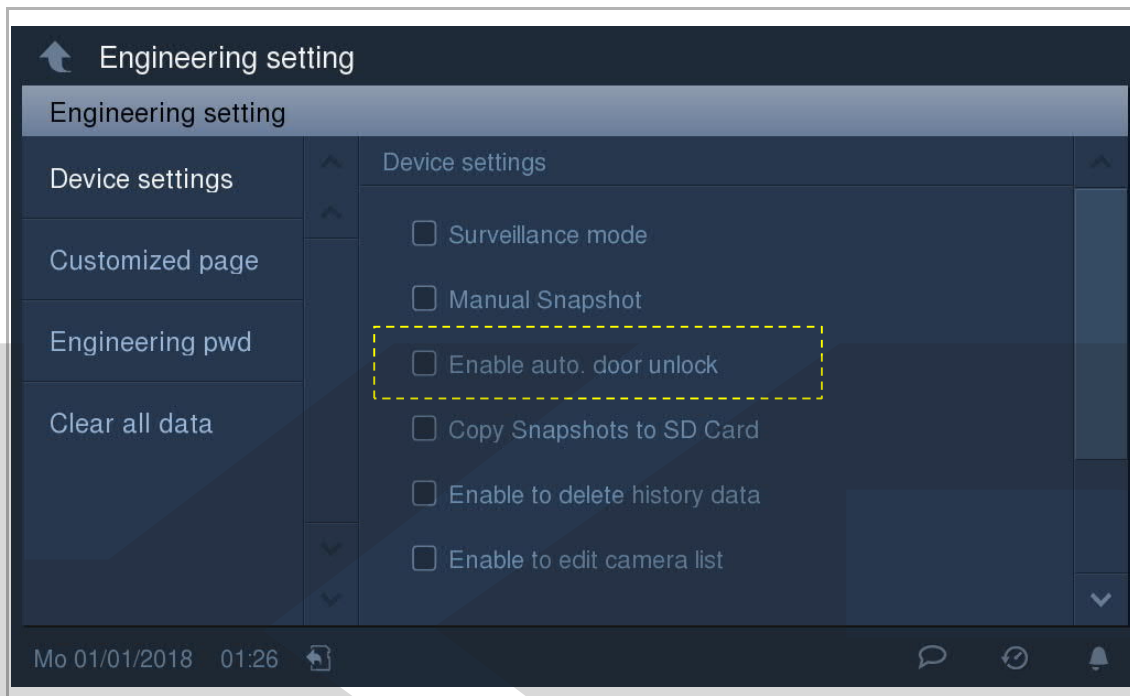 Engineering setting
Engineering setting
Device settings
Customized page
Engineering pwd
Clear all data
Device settings
Surveillance mode
Manual Snapshot
Enable auto. door unlock
Copy Snapshots to SD Card
Enable to delete history data
Enable to edit camera list
Mo 01/01/2018 01:26